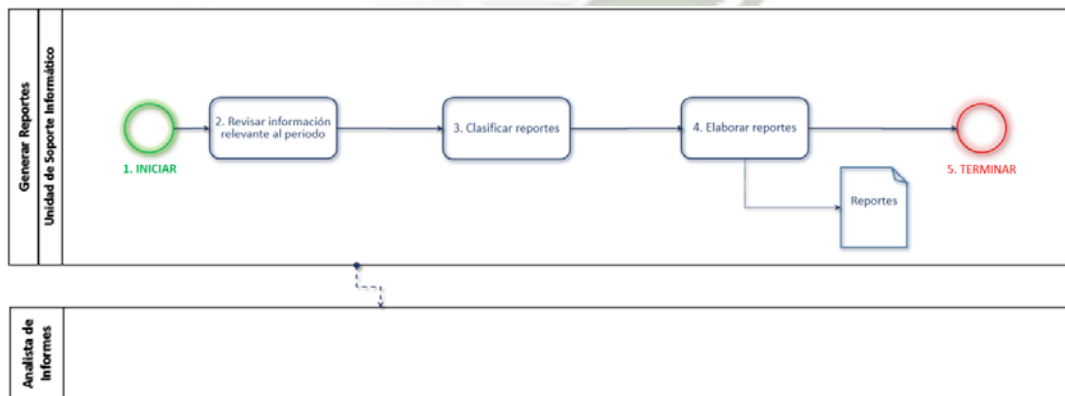 Generar Reportes
Unidad de Soporte Informático
1. INICIAR
2. Revisar información
relevante al periodo
3. Clasificar reportes
4. Elaborar reportes
Reportes
5. TERMINAR
Analista de
Informes